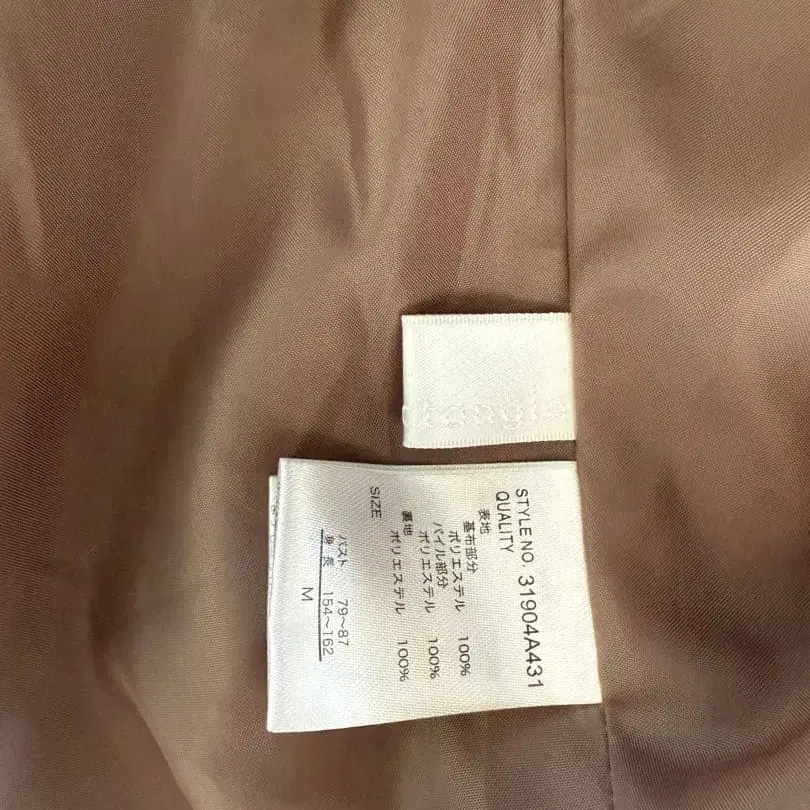 STYLE NO. 31904A431
QUALITY
表地
基布部分
ポリエステル 100%
パイル部分
ポリエステル 100%
裏地
ポリエステル 100%
SIZE
バスト 79～87
身長 154～162
M